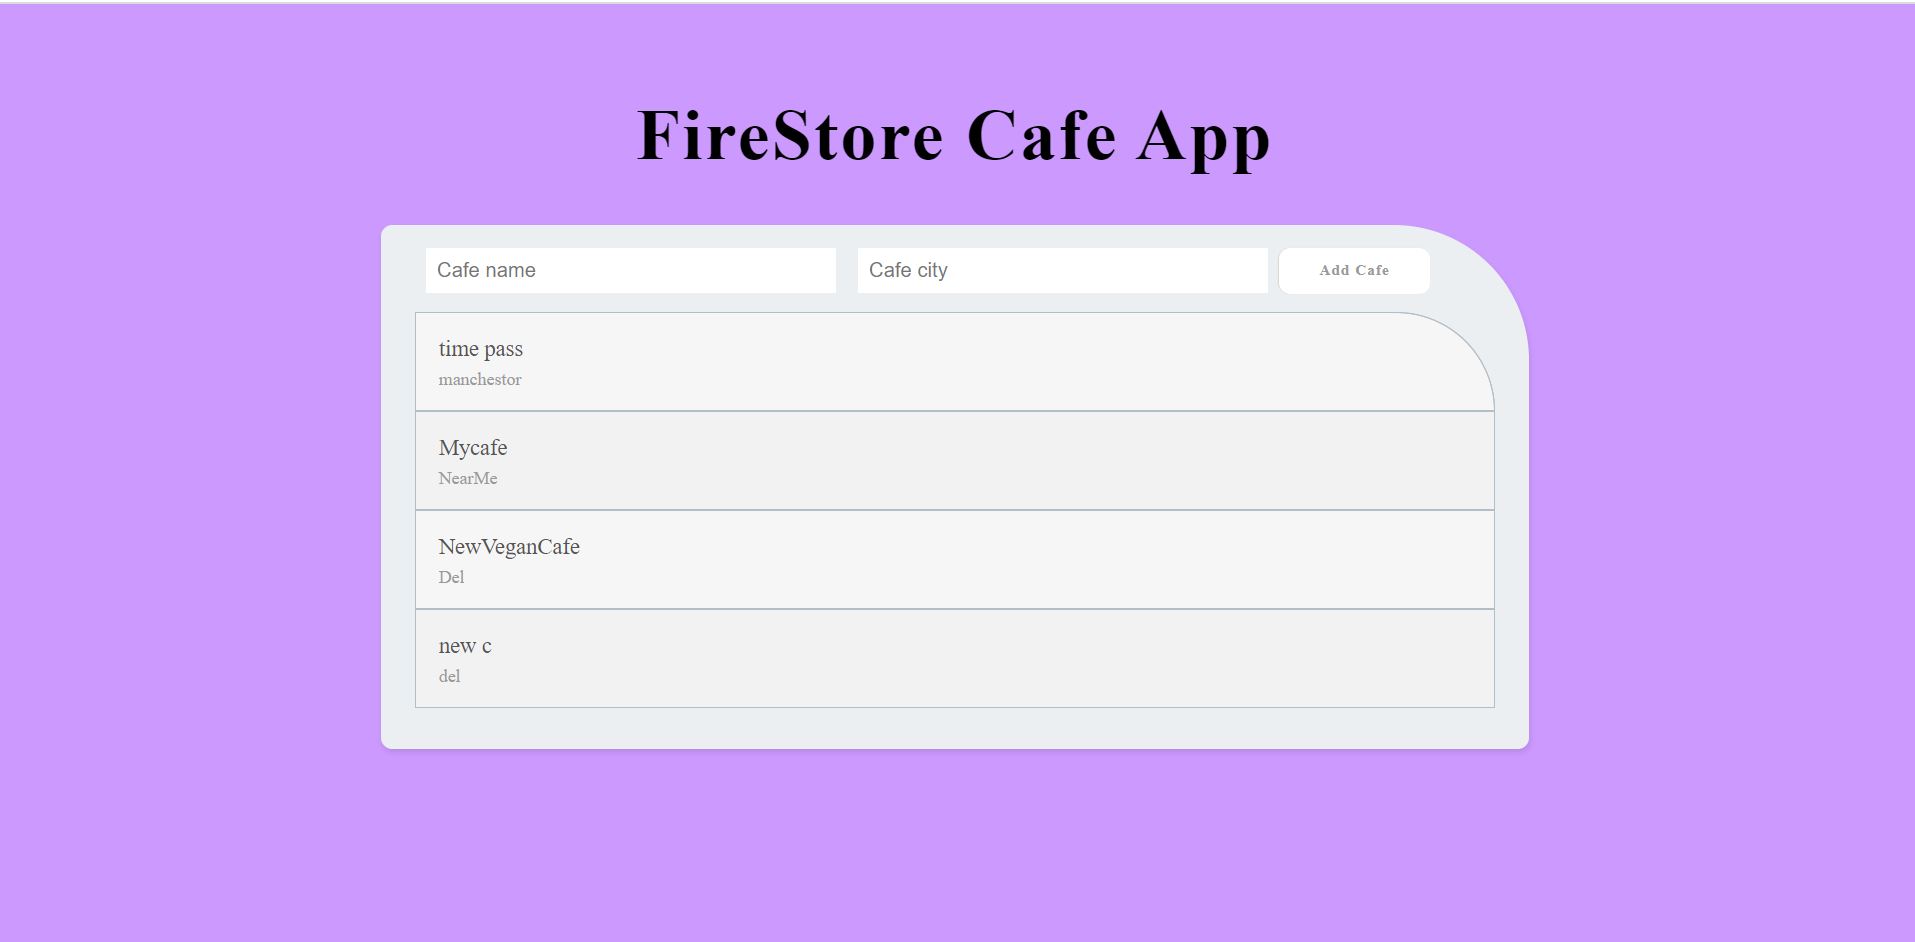 FireStore Cafe App
Cafe name Cafe city Add Cafe
time pass
manchestor
Mycafe
NearMe
NewVeganCafe
Del
new c
del